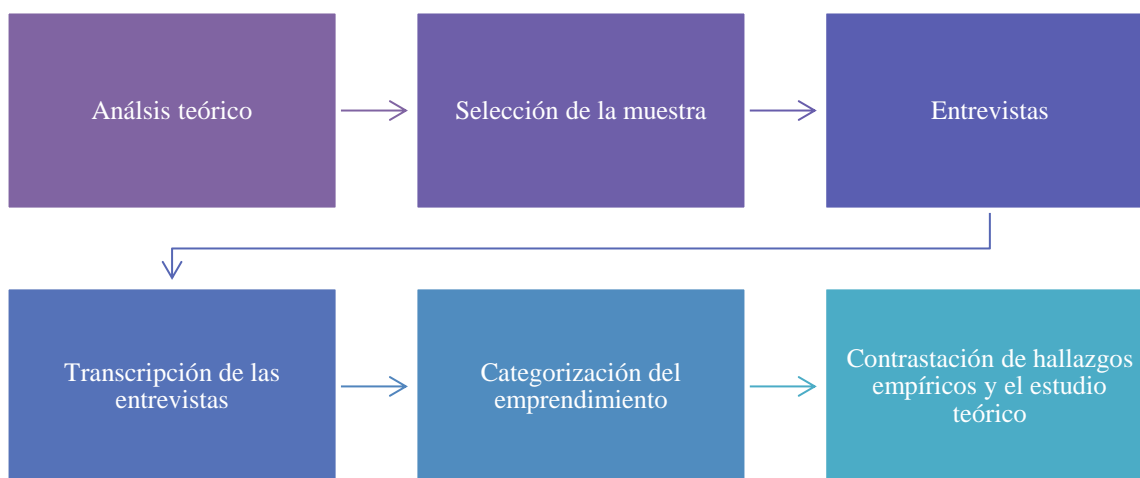 Análsis teórico
Selección de la muestra
Entrevistas
Transcripción de las
entrevistas
Categorización del
emprendimiento
Contrastación de hallazgos
empíricos y el estudio
teórico